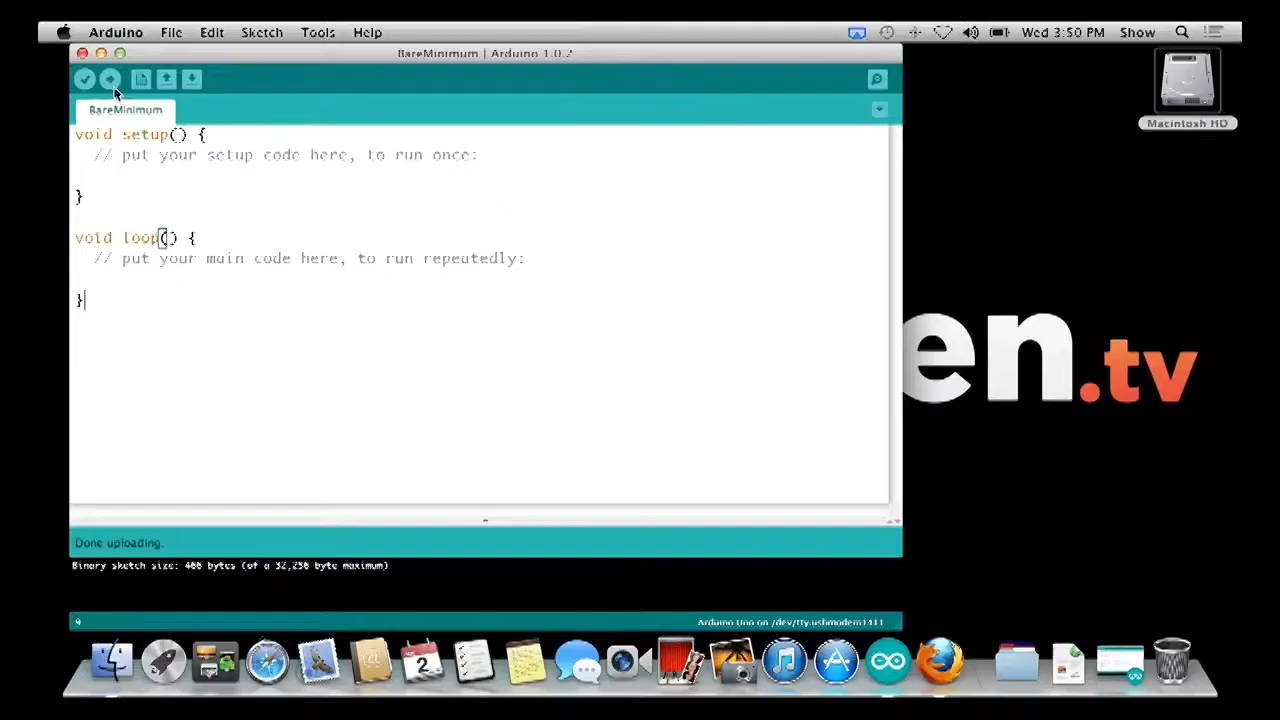 Arduino File Edit Sketch Tools Help Wed 3:50 PM Show
BareMinimum | Arduino 1.0.2
BareMinimum
void setup() {
// put your setup code here, to run once:
}
void loop() {
// put your main code here, to run repeatedly:
}
Done uploading.
Binary sketch size: 466 bytes (of a 32,256 byte maximum)
9
Arduino Uno on /dev/tty.usbmodem1411
Macintosh HD
en.tv
2